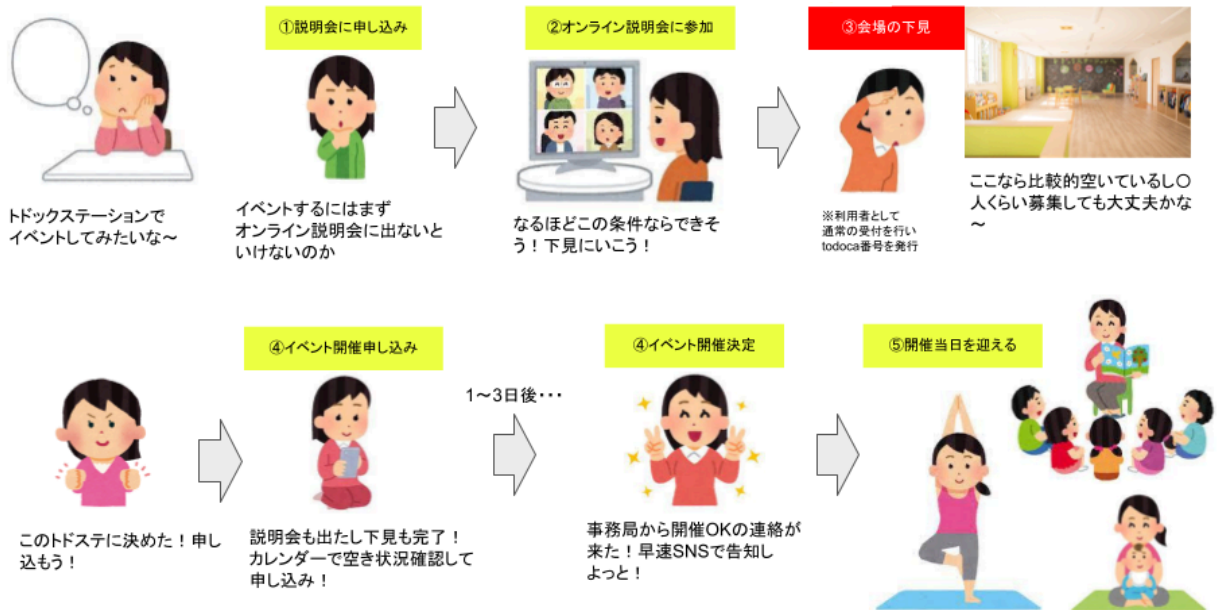 ①説明会に申し込み
②オンライン説明会に参加
③会場の下見
トドックステーションで
イベントしてみたいな～
イベントするにはまず
オンライン説明会に出ないと
いけないのか
なるほどこの条件ならできそ
う！下見にいこう！
※利用者として
通常の受付を行い
todoca番号を発行
ここなら比較的空いているし〇
人くらい募集しても大丈夫かな
～
④イベント開催申し込み
1～3日後・・・
④イベント開催決定
⑤開催当日を迎える
このトドステに決めた！申し
込もう！
説明会も出たし下見も完了！
カレンダーで空き状況確認して
申し込み！
事務局から開催OKの連絡が
来た！早速SNSで告知し
よっと！